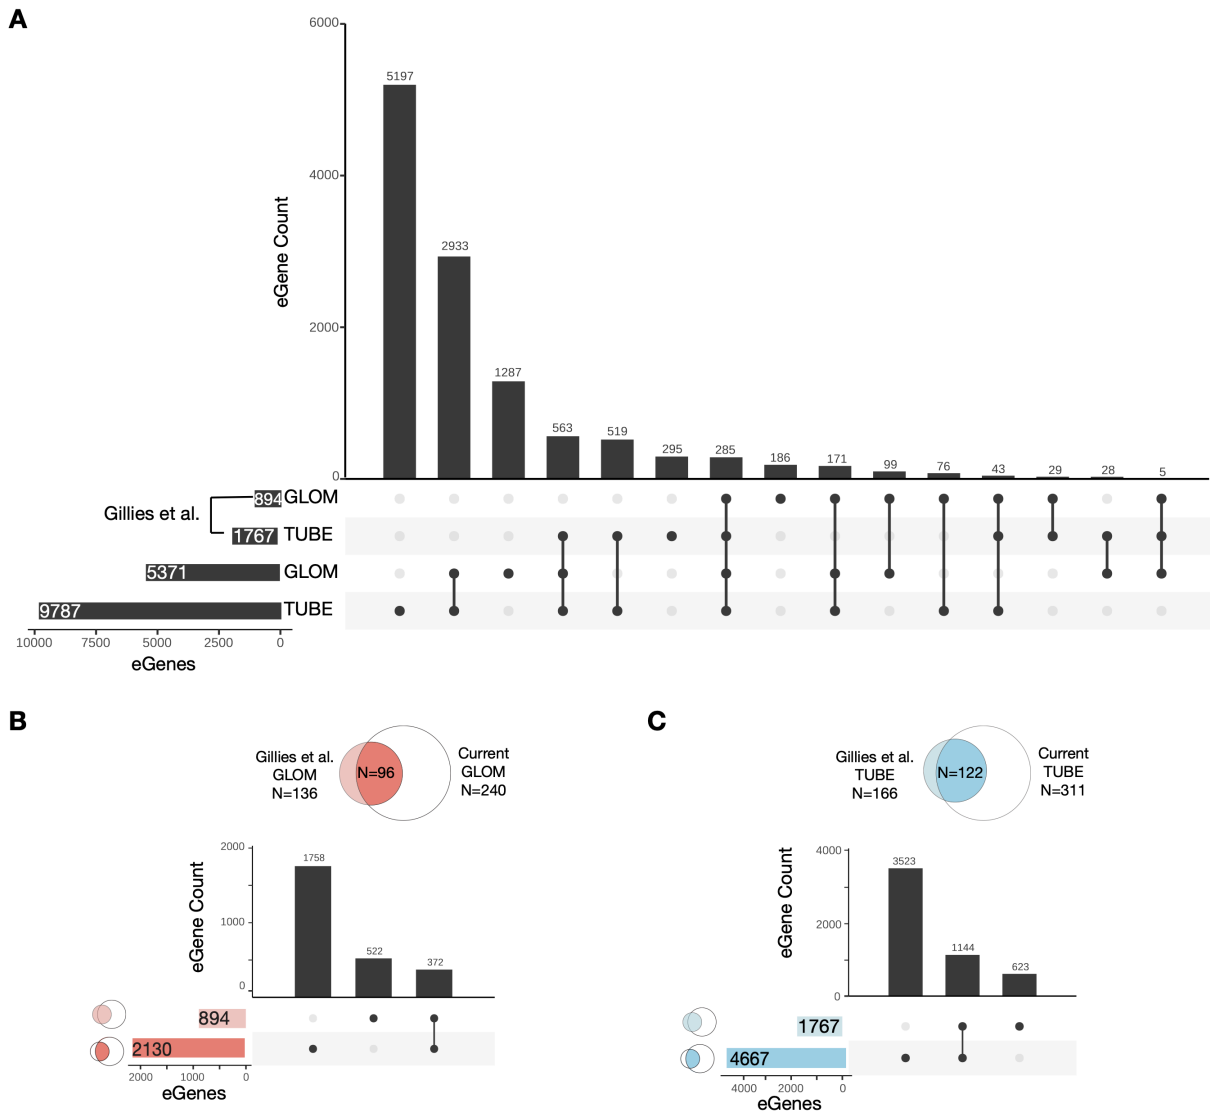 A
6000
4000
2000
0
eGene Count
5197
2933
1287
563
519
295
285
186
171
99
76
43
29
28
5
Gillies et al.
894 GLOM
1767 TUBE
5371 GLOM
9787 TUBE
10000 7500 5000 2500 0
eGenes
B
Gillies et al.
GLOM
N=136
N=96
Current
GLOM
N=240
2000
1000
0
eGene Count
1758
522
372
894
2130
2000 1000 0
eGenes
C
Gillies et al.
TUBE
N=166
N=122
Current
TUBE
N=311
4000
2000
0
eGene Count
3523
1144
623
1767
4667
4000 2000 0
eGenes